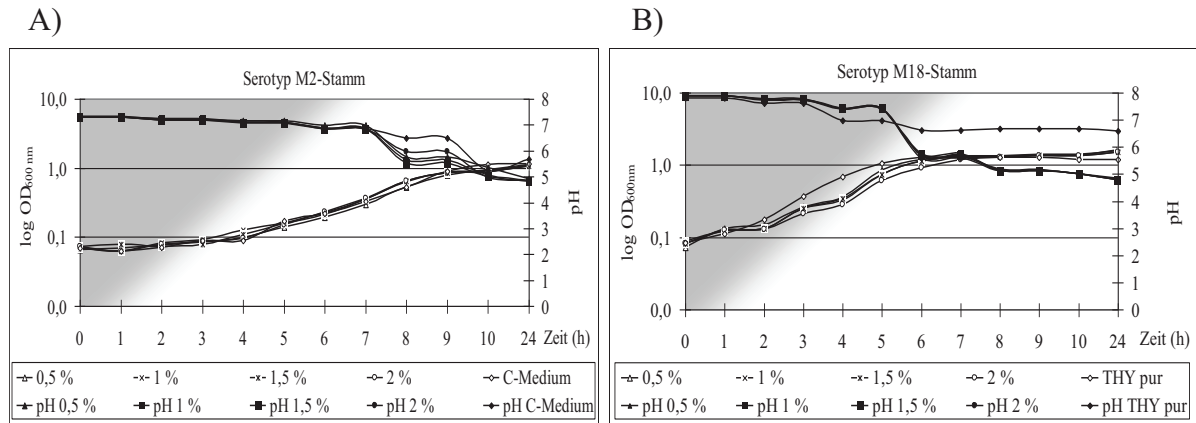 A)
Serotyp M2-Stamm
10,0
1,0
0,1
0,0
log OD600 nm
8
7
6
5
4
3
2
1
0
pH
0 1 2 3 4 5 6 7 8 9 10 24 Zeit (h)
0,5 % 1 % 1,5 % 2 % C-Medium
pH 0,5 % pH 1 % pH 1,5 % pH 2 % pH C-Medium
B)
Serotyp M18-Stamm
10,0
1,0
0,1
0,0
log OD600nm
8
7
6
5
4
3
2
1
0
pH
0 1 2 3 4 5 6 7 8 9 10 24 Zeit (h)
0,5 % 1 % 1,5 % 2 % THY pur
pH 0,5 % pH 1 % pH 1,5 % pH 2 % pH THY pur